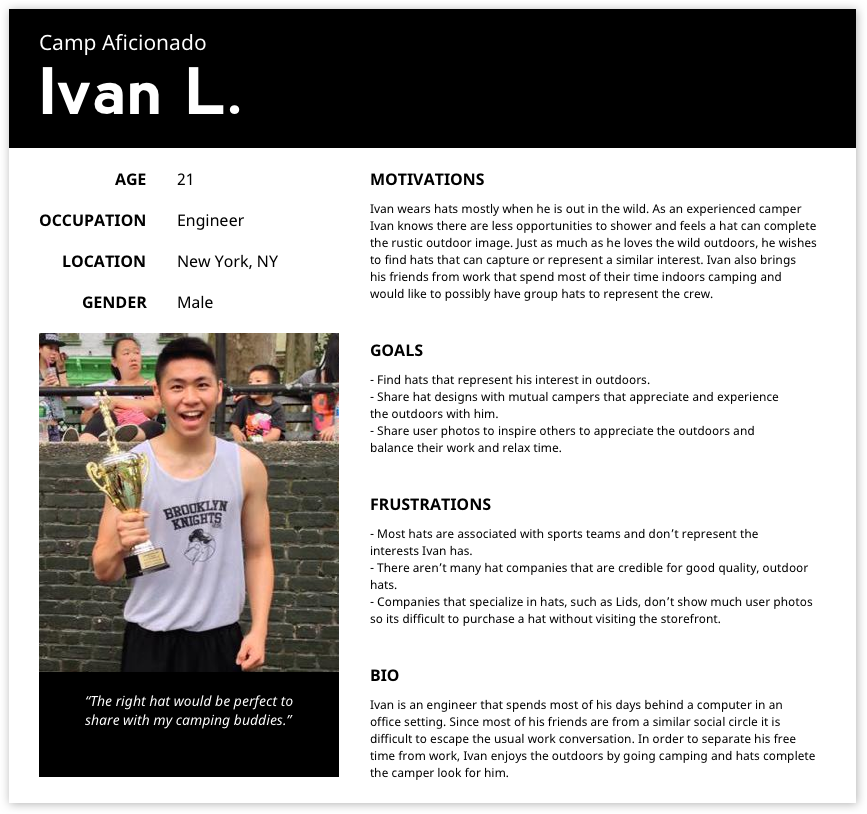 Camp Aficionado
Ivan L.
AGE 21
OCCUPATION Engineer
LOCATION New York, NY
GENDER Male
BROOKLYN
KNIGHTS
“The right hat would be perfect to
share with my camping buddies.”
MOTIVATIONS
Ivan wears hats mostly when he is out in the wild. As an experienced camper
Ivan knows there are less opportunities to shower and feels a hat can complete
the rustic outdoor image. Just as much as he loves the wild outdoors, he wishes
to find hats that can capture or represent a similar interest. Ivan also brings
his friends from work that spend most of their time indoors camping and
would like to possibly have group hats to represent the crew.
GOALS
- Find hats that represent his interest in outdoors.
- Share hat designs with mutual campers that appreciate and experience
the outdoors with him.
- Share user photos to inspire others to appreciate the outdoors and
balance their work and relax time.
FRUSTRATIONS
- Most hats are associated with sports teams and don’t represent the
interests Ivan has.
- There aren’t many hat companies that are credible for good quality, outdoor
hats.
- Companies that specialize in hats, such as Lids, don’t show much user photos
so its difficult to purchase a hat without visiting the storefront.
BIO
Ivan is an engineer that spends most of his days behind a computer in an
office setting. Since most of his friends are from a similar social circle it is
difficult to escape the usual work conversation. In order to separate his free
time from work, Ivan enjoys the outdoors by going camping and hats complete
the camper look for him.